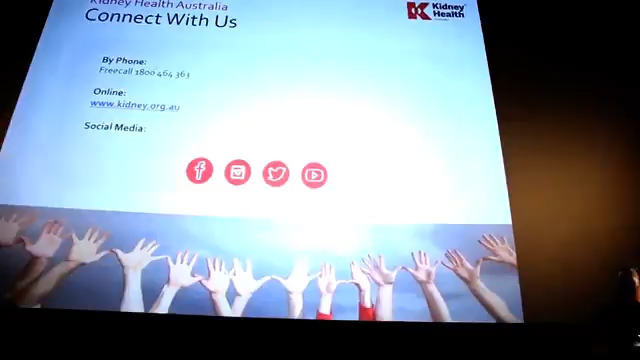 Kidney Health Australia
Connect With Us
Kidney
Health
By Phone:
Freecall 1800 464 363
Online:
www.kidney.org.au
Social Media: